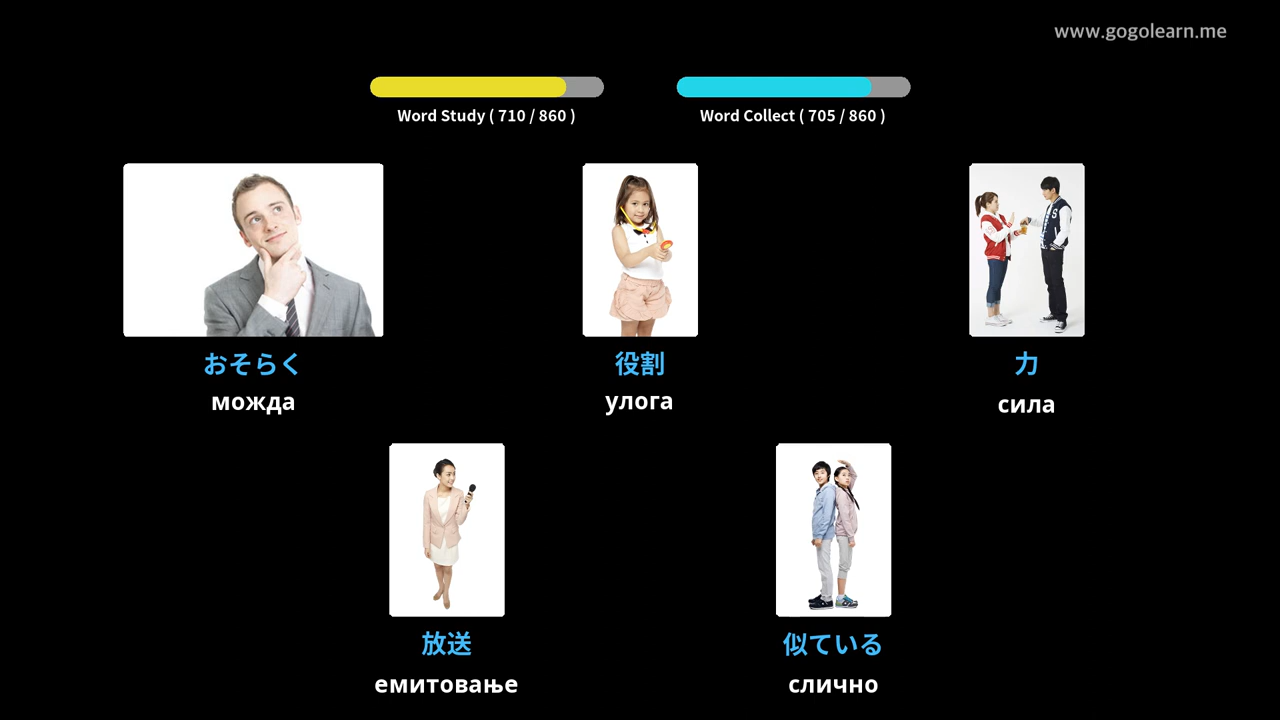 www.gogolearn.me
Word Study ( 710 / 860 )
Word Collect ( 705 / 860 )
おそらく
можда
役割
улога
力
сила
放送
емитовање
似ている
слично